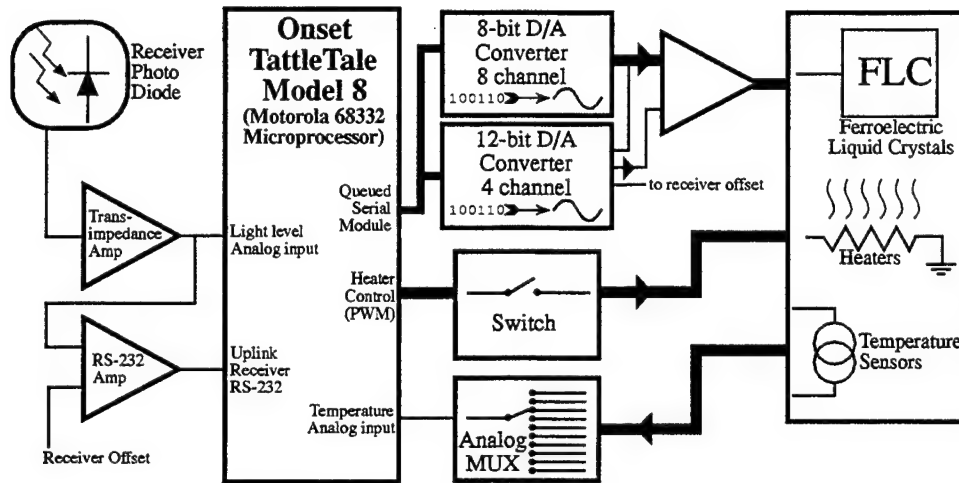 Receiver
Photo
Diode
Trans-
impedance
Amp
RS-232
Amp
Receiver Offset
Onset
TattleTale
Model 8
(Motorola 68332
Microprocessor)
Queued
Serial
Module
Light level
Analog input
Heater
Control
(PWM)
Uplink
Receiver
RS-232
Temperature
Analog input
8-bit D/A
Converter
8 channel
100110
12-bit D/A
Converter
4 channel
100110
to receiver offset
Switch
Analog
MUX
FLC
Ferroelectric
Liquid Crystals
Heaters
Temperature
Sensors